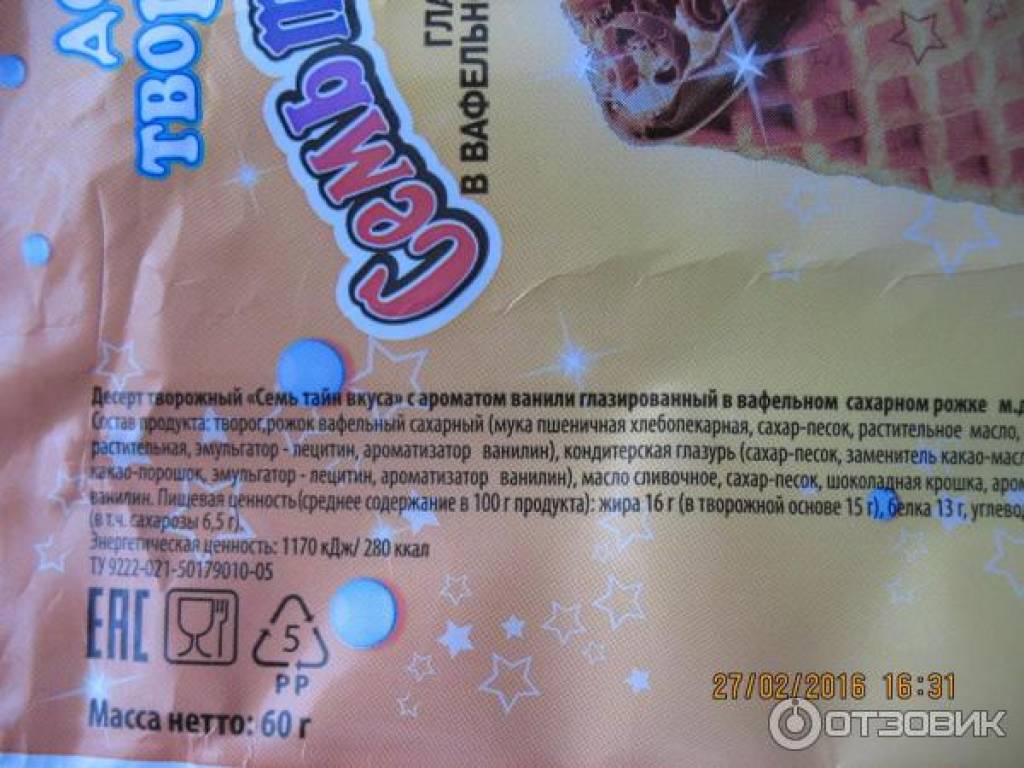 ТВОР
Семь
ГЛА
В ВАФЕЛЬН
Десерт творожный «Семь тайн вкуса» с ароматом ванили глазированный в вафельном сахарном рожке м.д
Состав продукта: творог,рожок вафельный сахарный (мука пшеничная хлебопекарная, сахар-песок, растительное масло,
растительная, эмульгатор - лецитин, ароматизатор ванилин), кондитерская глазурь (сахар-песок, заменитель какао-масл
какао-порошок, эмульгатор - лецитин, ароматизатор ванилин), масло сливочное, сахар-песок, шоколадная крошка, аром
ванилин. Пищевая ценность(среднее содержание в 100 г продукта): жира 16 г (в творожной основе 15 г), белка 13 г, углевод
(в т.ч. сахарозы 6,5 г).
Энергетическая ценность: 1170 кДж/ 280 ккал
ТУ 9222-021-50179010-05
ЕАС
5
PP
Масса нетто: 60 г
27/02/2016 16:31
ОТЗОВИК